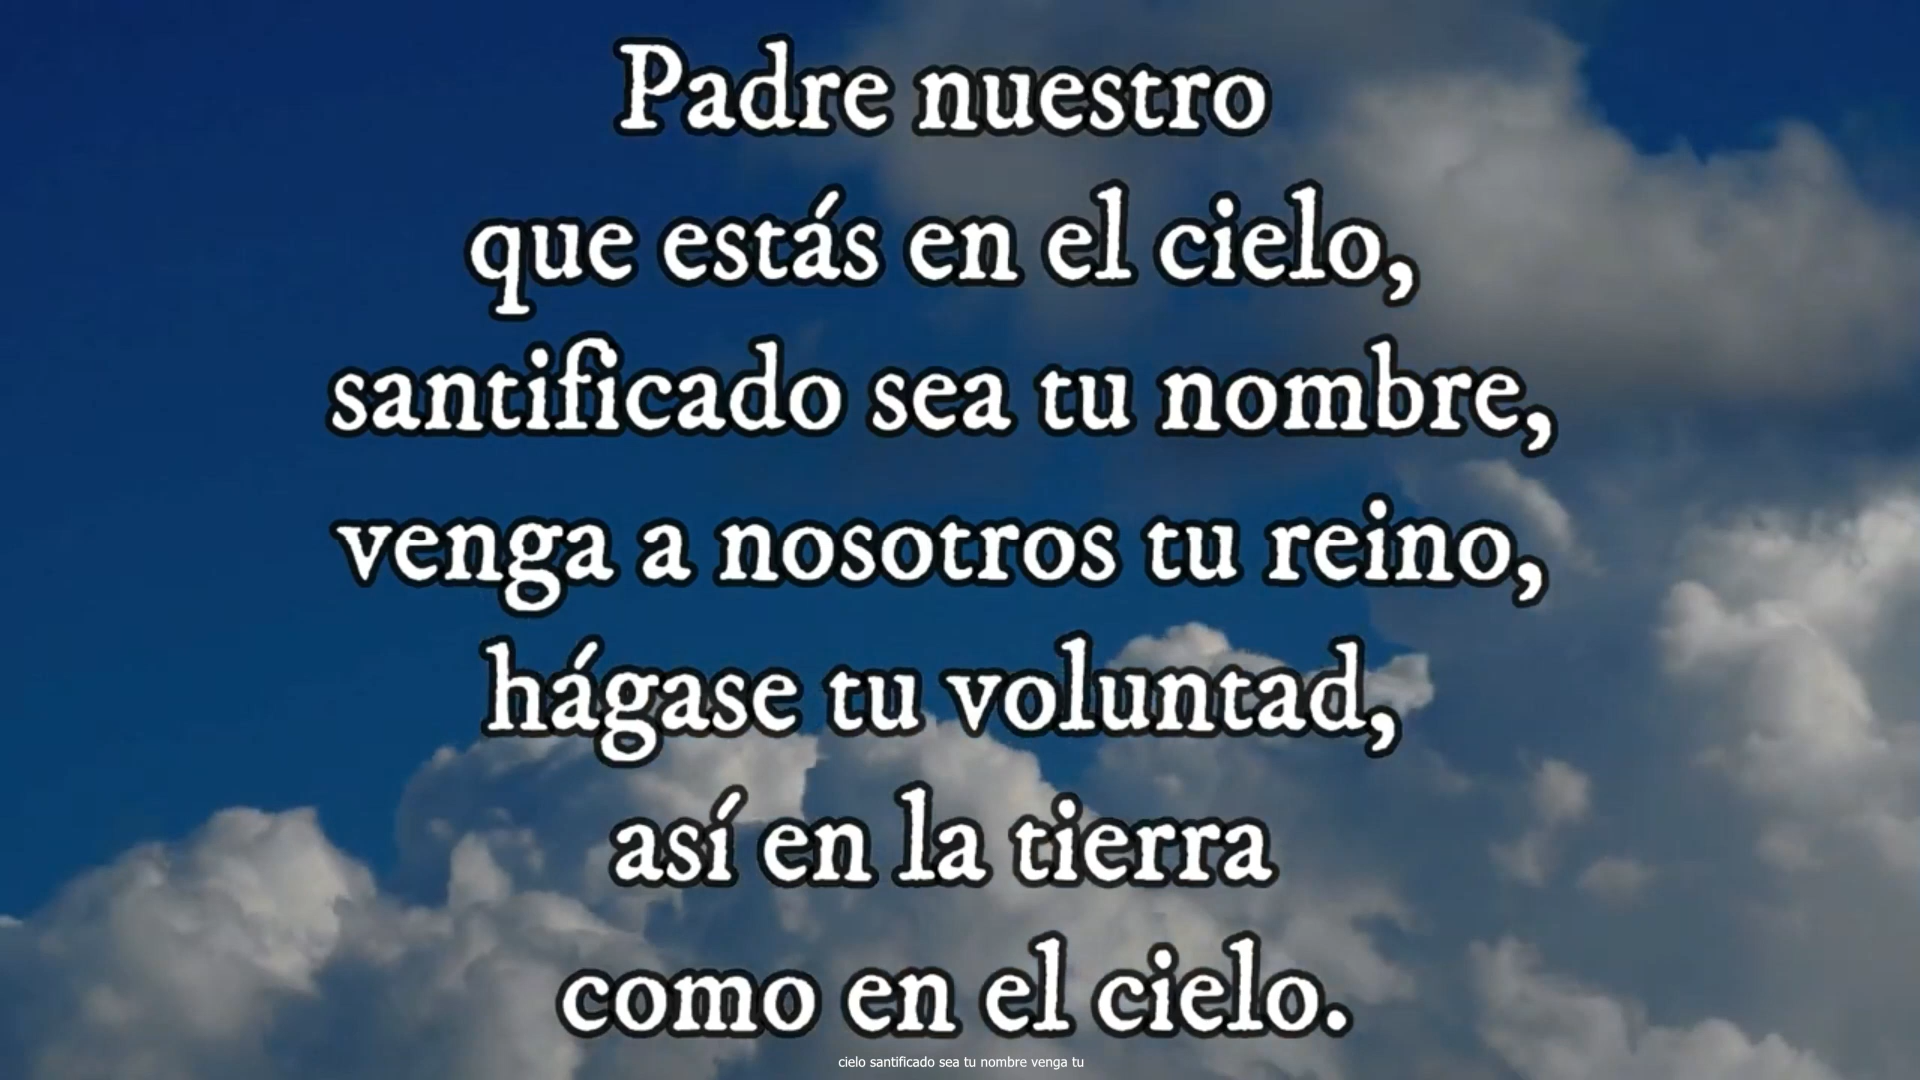 Padre nuestro
que estás en el cielo,
santificado sea tu nombre,
venga a nosotros tu reino,
hágase tu voluntad,
así en la tierra
como en el cielo.
cielo santificado sea tu nombre venga tu